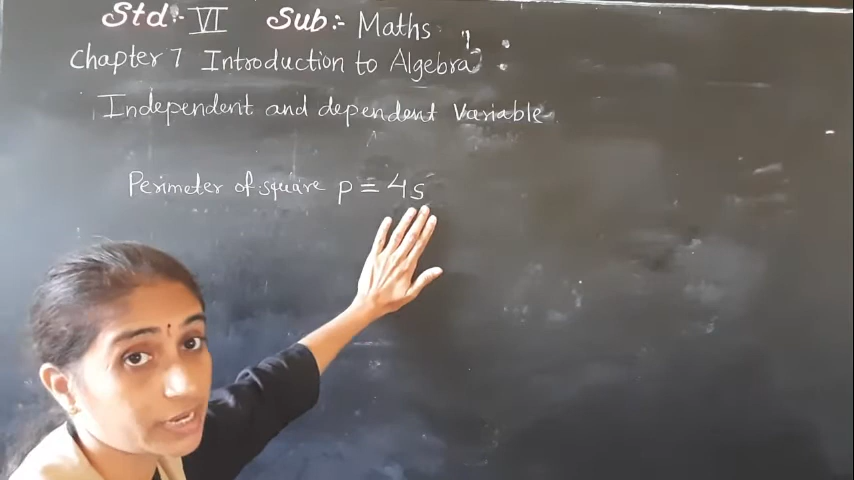 Std:- VI Sub:- Maths
Chapter 7 Introduction to Algebra
Independent and dependent Variable
Perimeter of square p = 4s